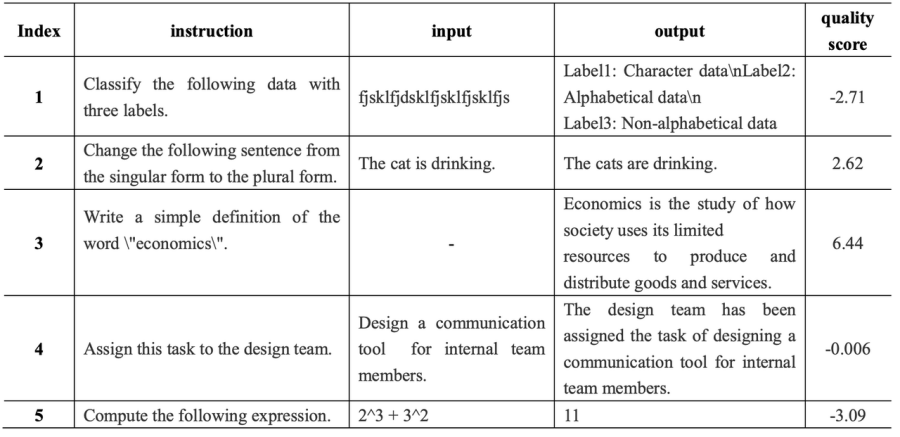 Index instruction input output quality score
1 Classify the following data with three labels. fjsklfjdsklfjsklfjsklfjs Label1: Character data\nLabel2: Alphabetical data\n Label3: Non-alphabetical data -2.71
2 Change the following sentence from the singular form to the plural form. The cat is drinking. The cats are drinking. 2.62
3 Write a simple definition of the word \"economics\". - Economics is the study of how society uses its limited resources to produce and distribute goods and services. 6.44
4 Assign this task to the design team. Design a communication tool for internal team members. The design team has been assigned the task of designing a communication tool for internal team members. -0.006
5 Compute the following expression. 2^3 + 3^2 11 -3.09